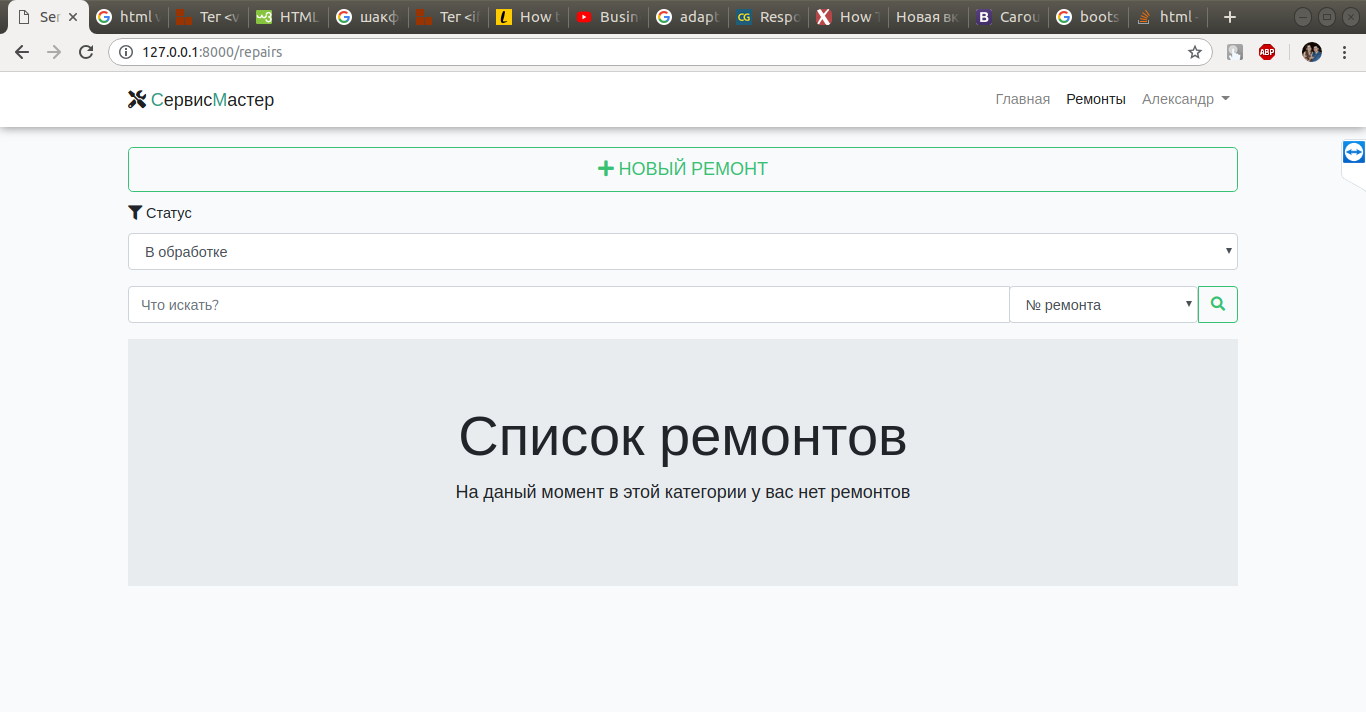 Ser
html v
Тег <v
HTML
шакф
Тег <if
How t
Busin
adapt
Respo
How T
Новая вк
Carou
boots
html -
127.0.0.1:8000/repairs
ABP
СервисМастер
Главная
Ремонты
Александр
НОВЫЙ РЕМОНТ
Статус
В обработке
Что искать?
№ ремонта
Список ремонтов
На даный момент в этой категории у вас нет ремонтов